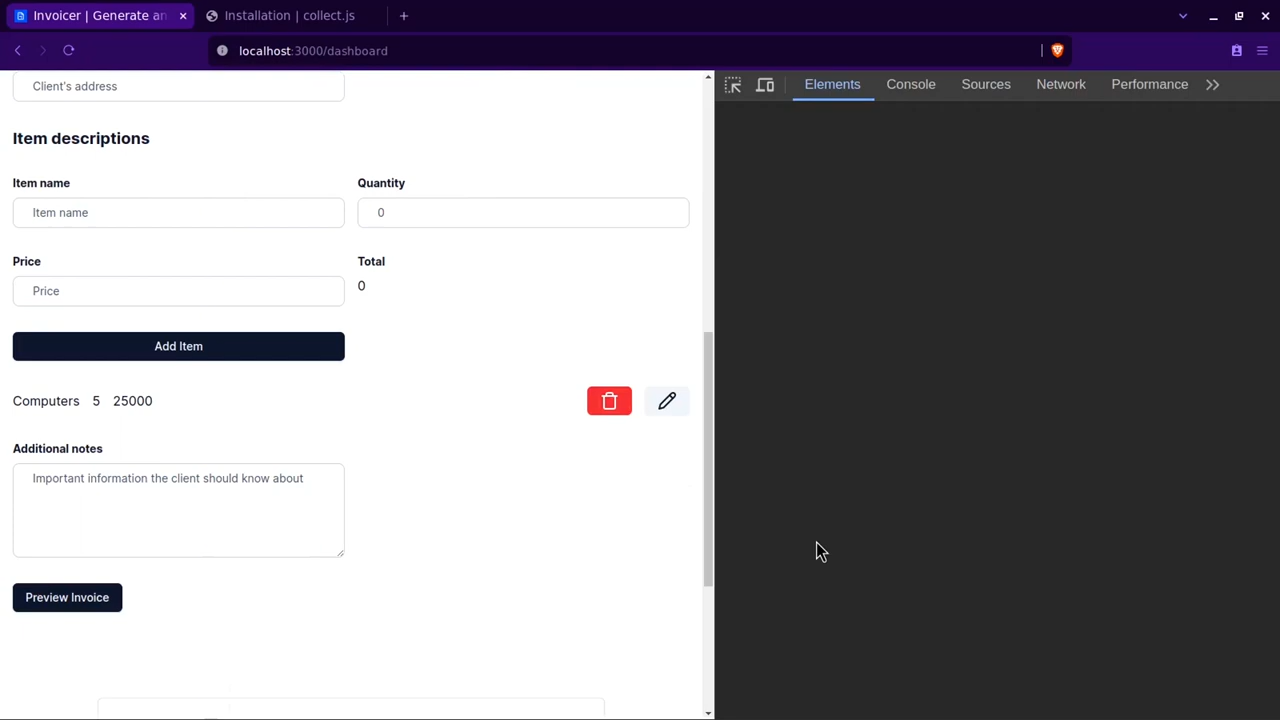 Invoicer | Generate an
Installation | collect.js
localhost:3000/dashboard
Elements Console Sources Network Performance
Client's address
Item descriptions
Item name Quantity
Item name 0
Price Total
Price 0
Add Item
Computers 5 25000
Additional notes
Important information the client should know about
Preview Invoice